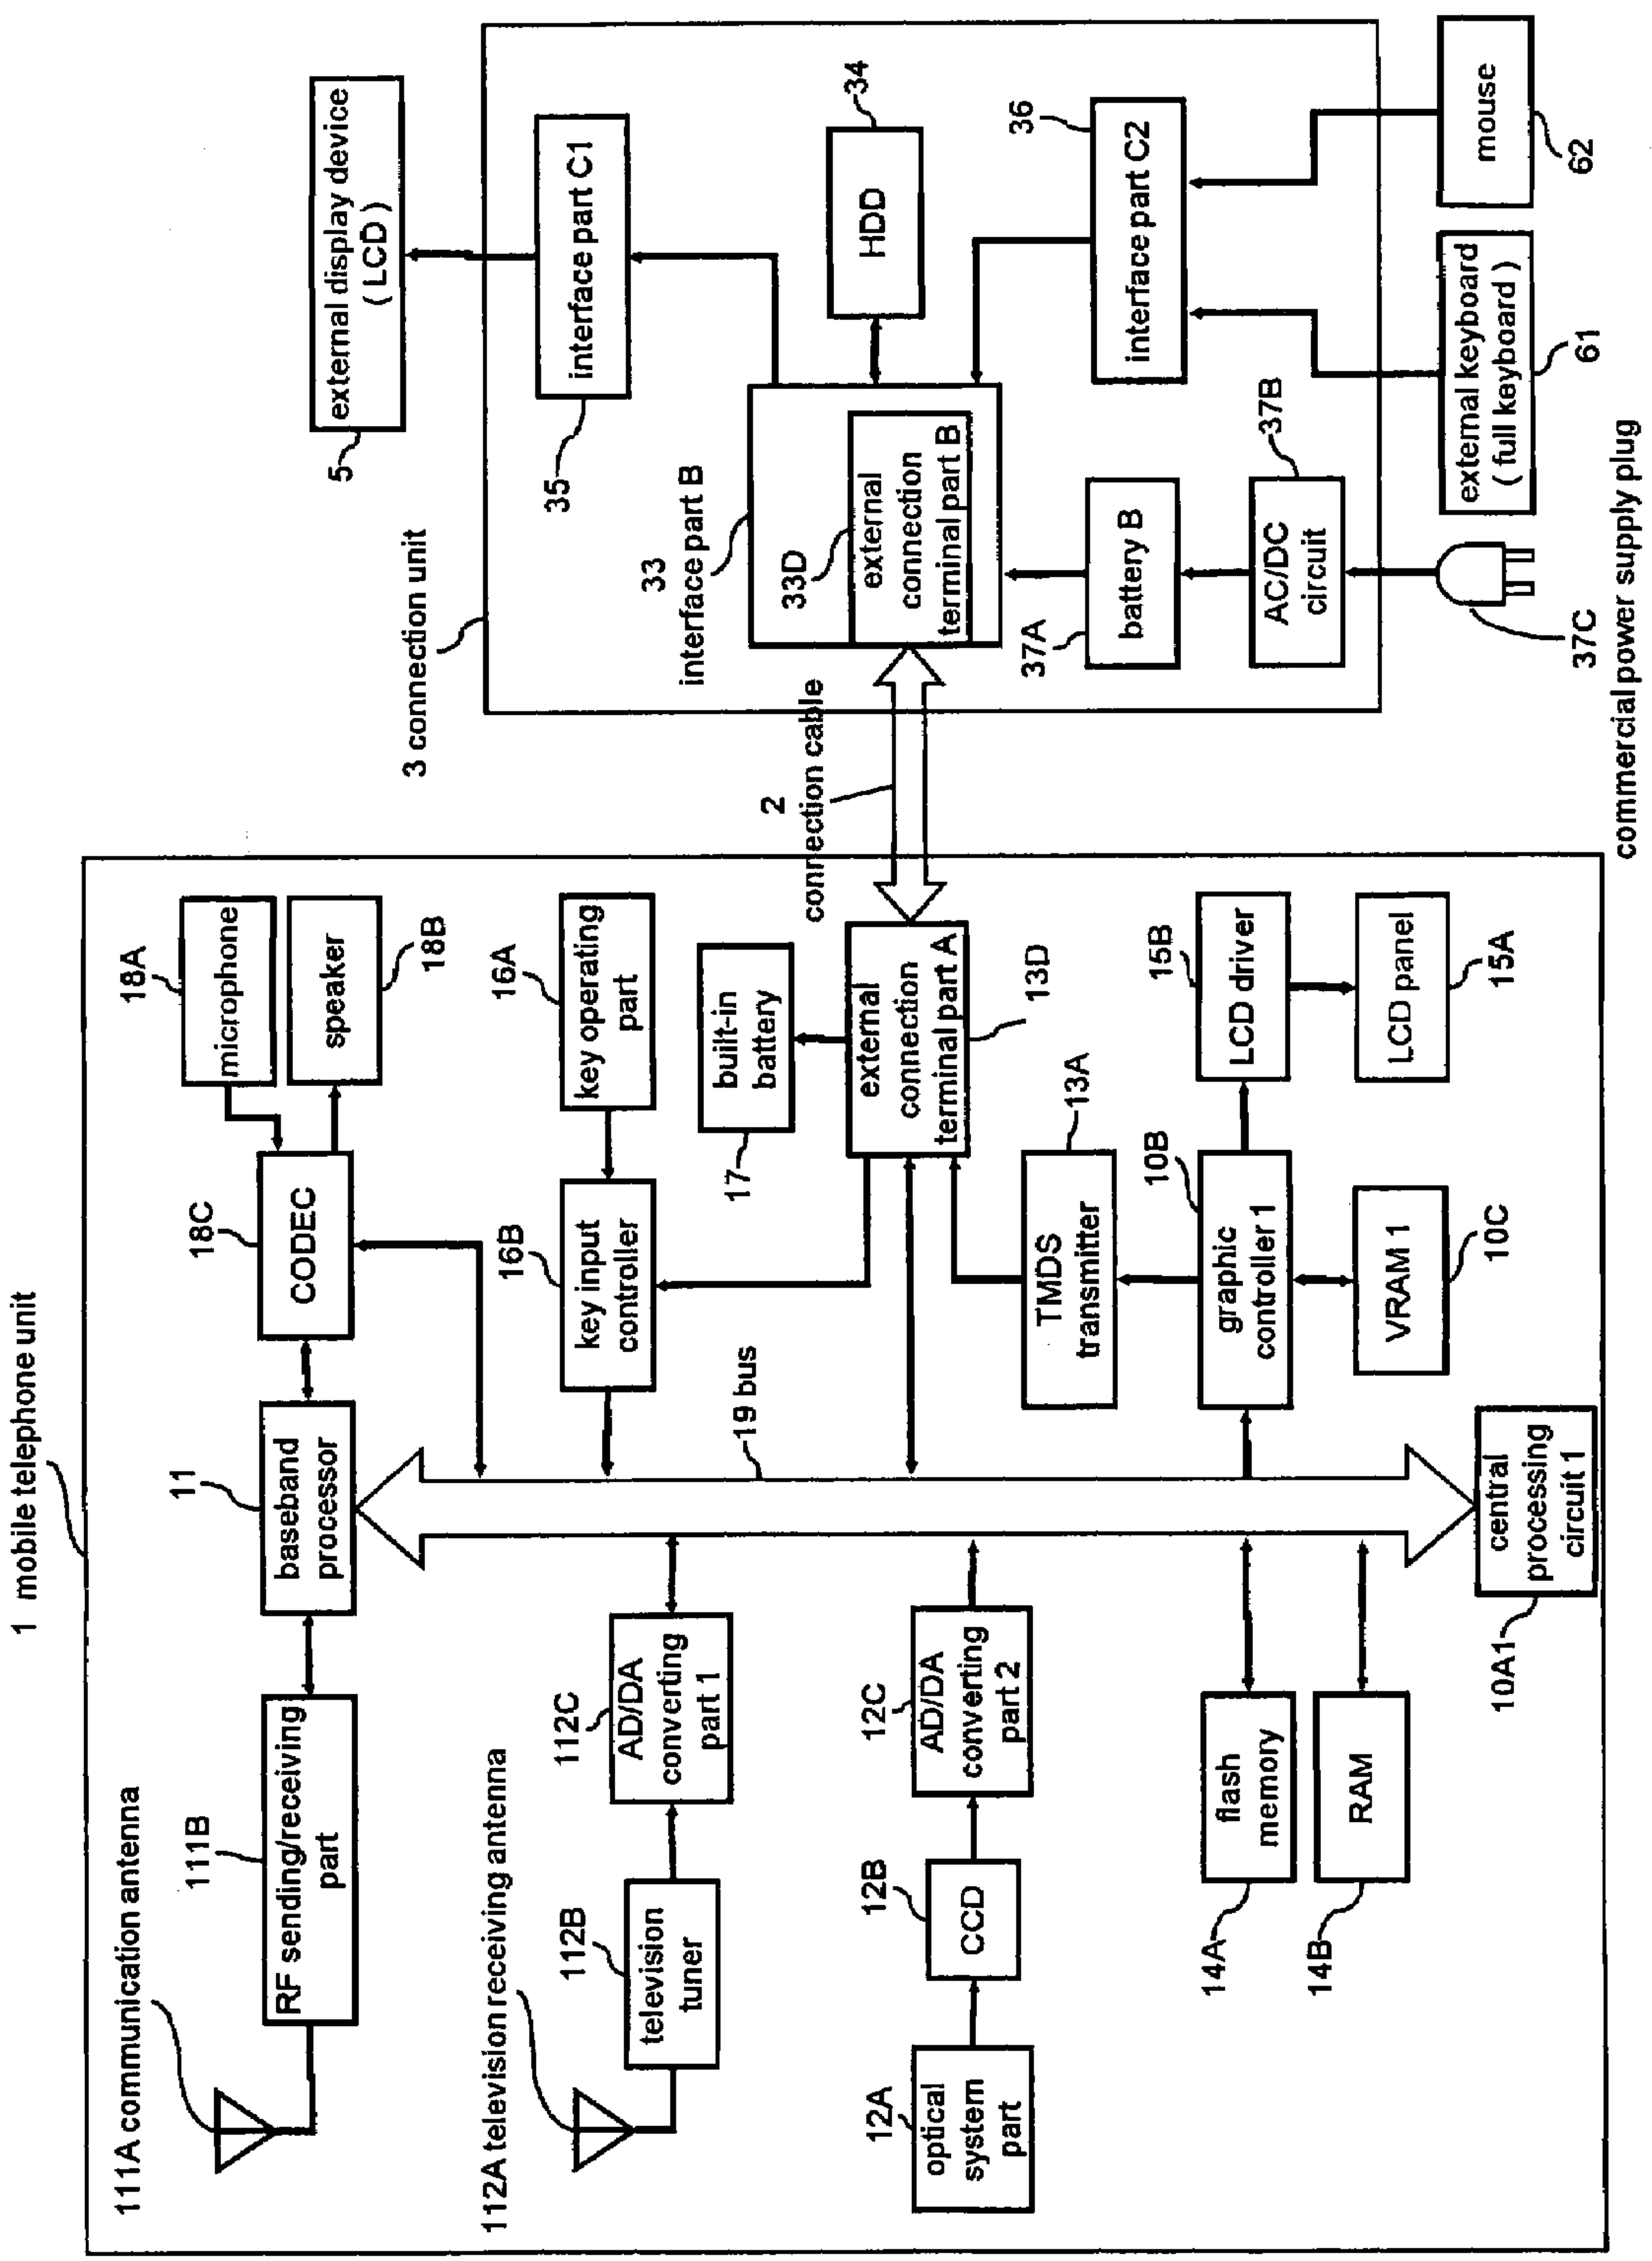 1 mobile telephone unit
111A communication antenna
111B
RF sending/receiving
part
11
baseband
processor
18C
CODEC
18A
microphone
speaker
18B
112A television receiving antenna
112B
television
tuner
112C
AD/DA
converting
part 1
16B
key input
controller
16A
key operating
part
12A
optical
system
part
12B
CCD
12C
AD/DA
converting
part 2
19 bus
17
built-in
battery
external
connection
terminal part A
13D
TMDS
transmitter
13A
14A
flash
memory
14B
RAM
10A1
central
processing
circuit 1
graphic
controller 1
10B
VRAM 1
10C
15B
LCD driver
LCD panel
15A
2
connection cable
3 connection unit
5
external display device
( LCD )
35
interface part C1
33
interface part B
33D
external
connection
terminal part B
HDD
34
36
interface part C2
37A
battery B
37B
AC/DC
circuit
37C
commercial power supply plug
external keyboard
( full keyboard )
61
mouse
62